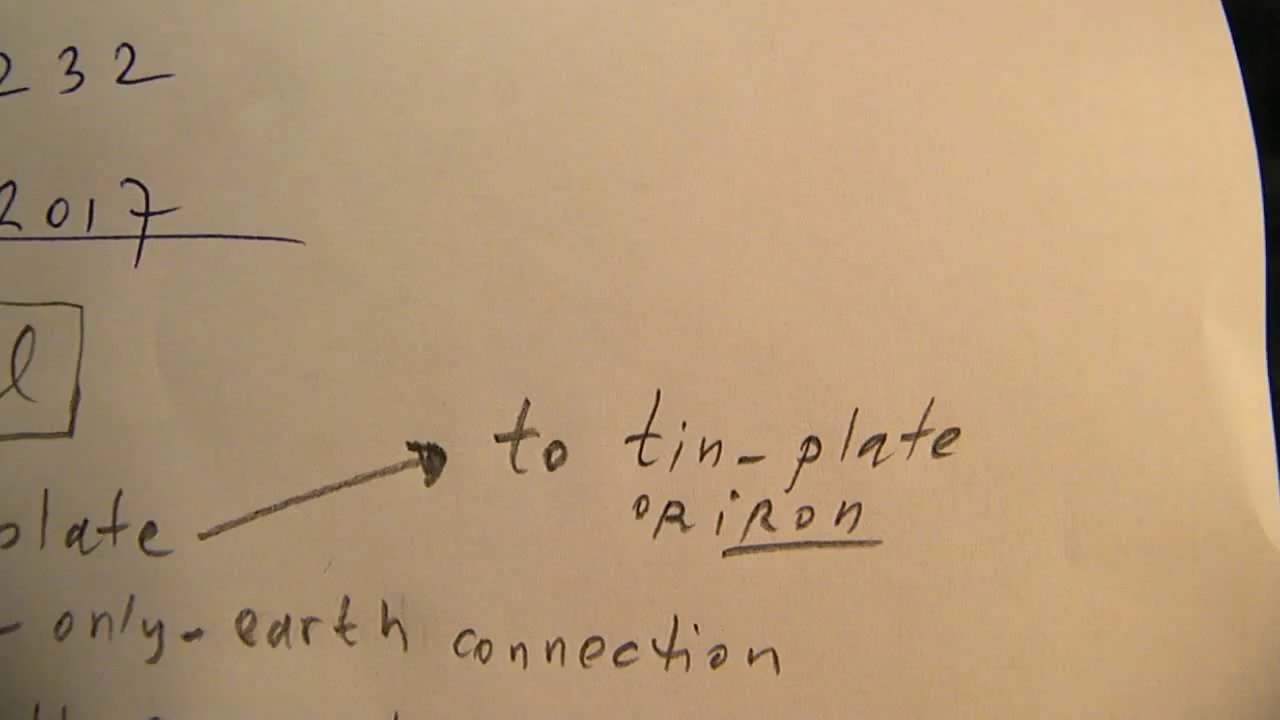 232
2017
l
plate → to tin-plate
OR iRon
- only-earth connection